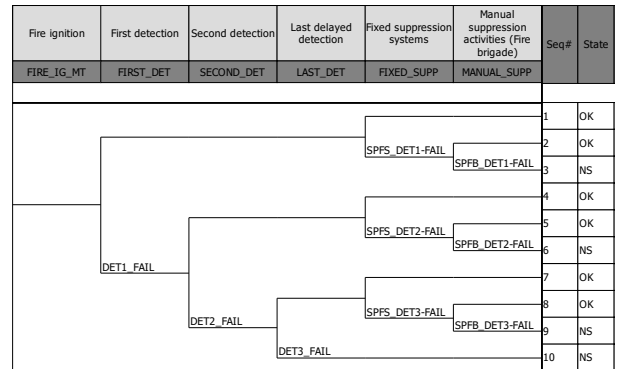 Fire ignition
First detection
Second detection
Last delayed
detection
Fixed suppression
systems
Manual
suppression
activities (Fire
brigade)
Seq#
State
FIRE_IG_MT
FIRST_DET
SECOND_DET
LAST_DET
FIXED_SUPP
MANUAL_SUPP
1 OK
SPFS_DET1-FAIL
2 OK
SPFB_DET1-FAIL
3 NS
4 OK
SPFS_DET2-FAIL
5 OK
SPFB_DET2-FAIL
6 NS
DET1_FAIL
7 OK
SPFS_DET3-FAIL
8 OK
DET2_FAIL
SPFB_DET3-FAIL
9 NS
DET3_FAIL
10 NS